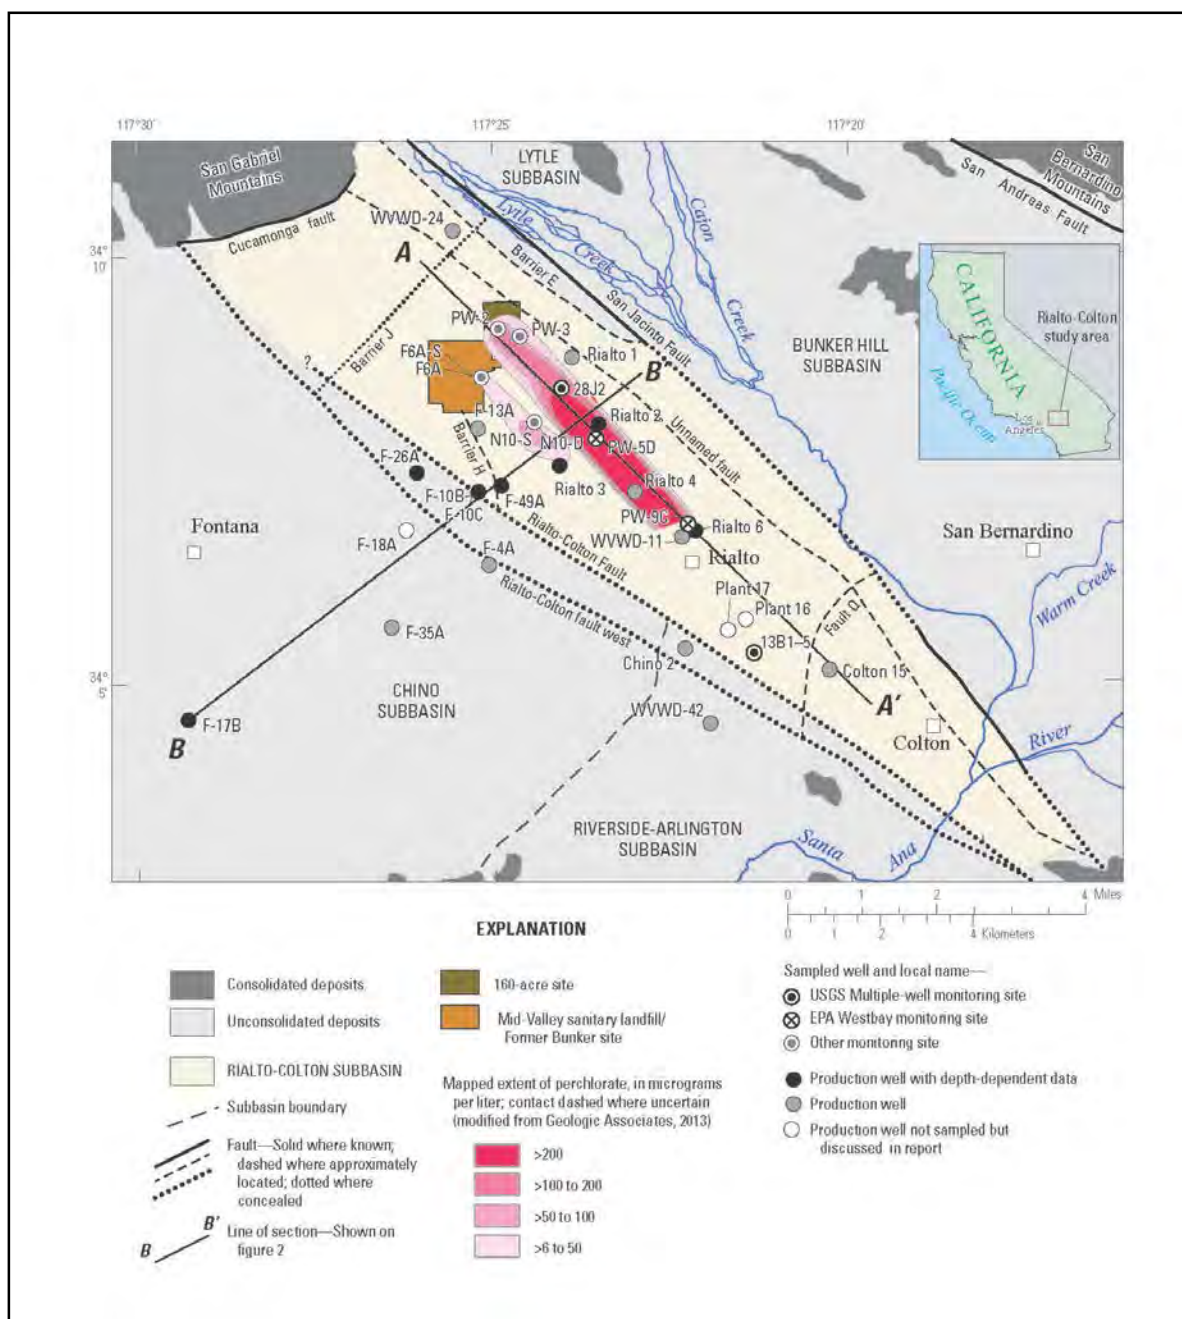 117°30'
117°25'
117°20'
San Gabriel
Mountains
LYTLE
SUBBASIN
San
Bernardino
Mountains
San Andreas Fault
Cucamonga fault
WVWD-24
Lytle
Creek
Cajon
Creek
34°
10'
A
Barrier E
San Jacinto Fault
Barrier J
PW-2
PW-3
F6A-S
F6A
Rialto 1
B'
BUNKER HILL
SUBBASIN
CALIFORNIA
Rialto-Colton
study area
Pacific Ocean
Los
Angeles
?
28J2
F-13A
Rialto 2
Unnamed fault
N10-S
N10-D
PW-5D
Barrier H
F-26A
Rialto 3
Rialto 4
F-10B
F-10C
F-49A
PW-9C
Rialto 6
Fontana
F-18A
WVWD-11
San Bernardino
F-4A
Rialto-Colton Fault
Rialto
Rialto-Colton fault west
Plant 17
Plant 16
Fault Q
Warm Creek
F-35A
13B1–5
Chino 2
Colton 15
34°
5'
CHINO
SUBBASIN
F-17B
B
WVWD-42
A'
Colton
River
RIVERSIDE-ARLINGTON
SUBBASIN
Santa
Ana
0 2 4 Miles
0 1 2 4 Kilometers
EXPLANATION
Consolidated deposits
Unconsolidated deposits
RIALTO-COLTON SUBBASIN
Subbasin boundary
Fault—Solid where known;
dashed where approximately
located; dotted where
concealed
B B'
Line of section—Shown on
figure 2
160-acre site
Mid-Valley sanitary landfill/
Former Bunker site
Mapped extent of perchlorate, in micrograms
per liter; contact dashed where uncertain
(modified from Geologic Associates, 2013)
>200
>100 to 200
>50 to 100
>6 to 50
Sampled well and local name—
USGS Multiple-well monitoring site
EPA Westbay monitoring site
Other monitoring site
Production well with depth-dependent data
Production well
Production well not sampled but
discussed in report